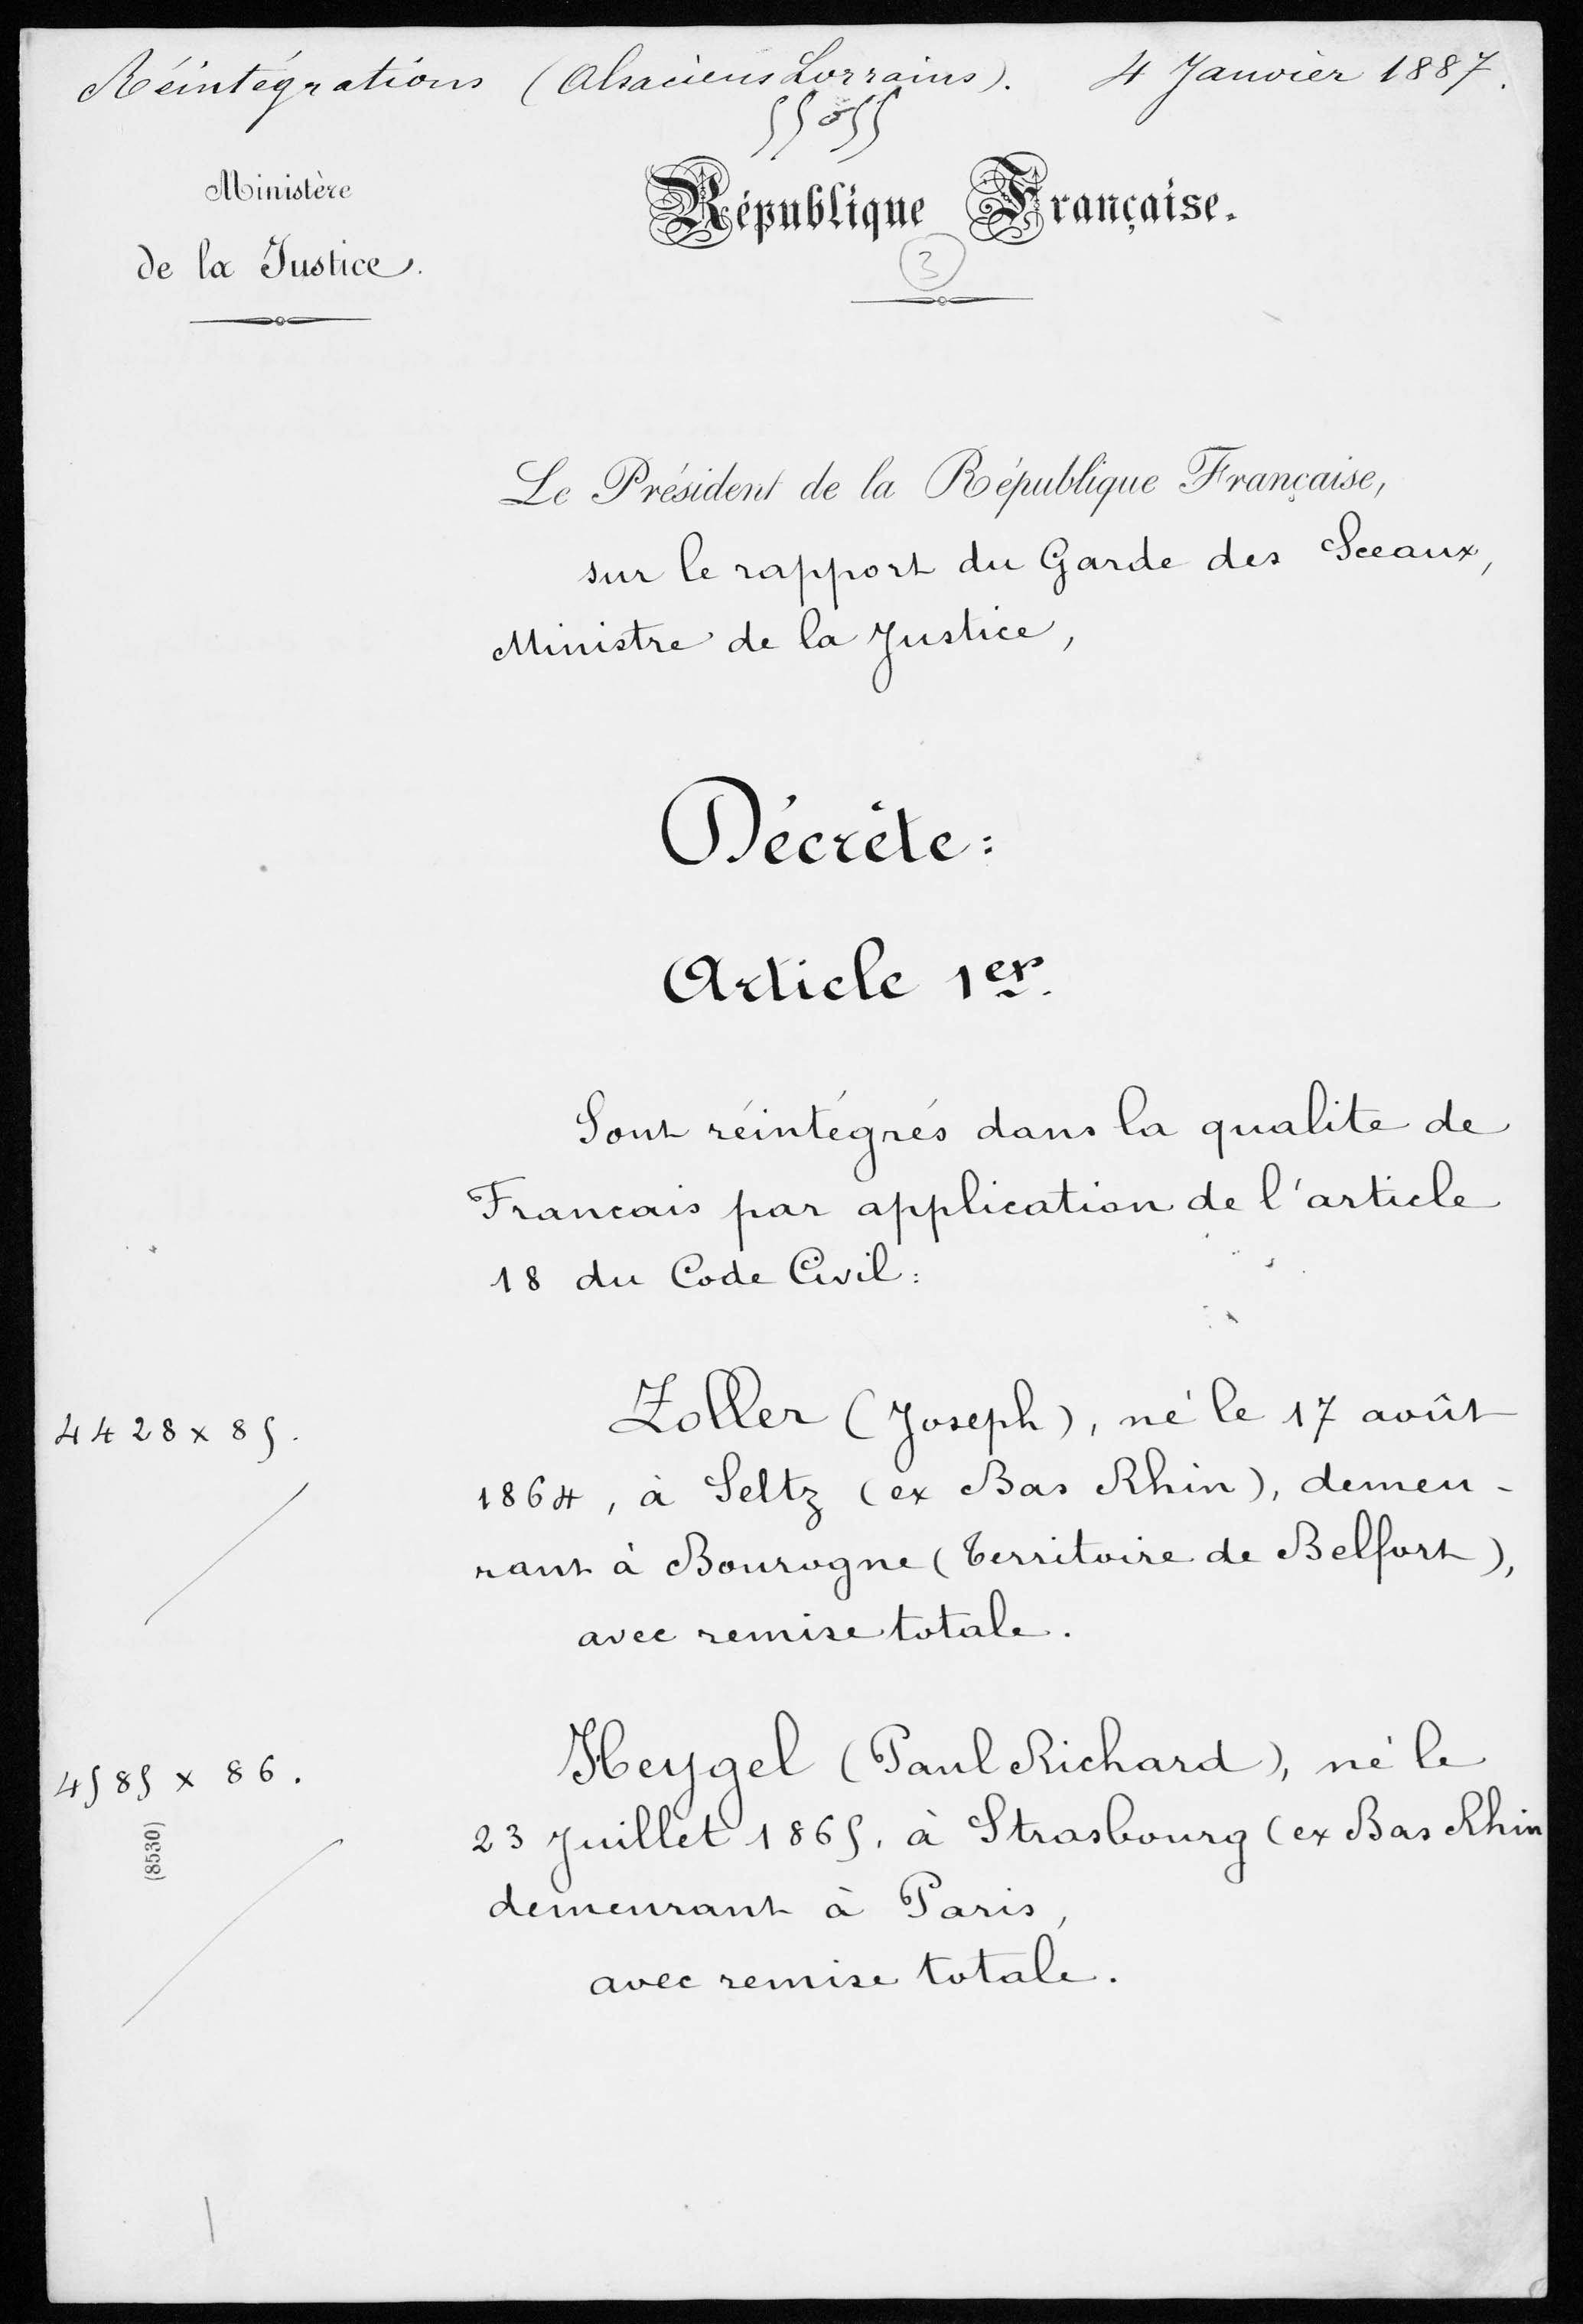 Réintégrations (Alsaciens Lorrains). 4 Janvier 1887.
Ministère
de la Justice.
République Française.
3
Le Président de la République Française,
sur le rapport du Garde des Sceaux,
Ministre de la Justice,
Décrète:
Article 1er.
Sont réintégrés dans la qualite de
Francais par application de l'article
18 du Code Civil:
4428 x 85.
Zoller (Joseph), né le 17 août
1864, à Seltz (ex Bas Rhin), demeu-
rant à Bourogne (Territoire de Belfort),
avec remise totale.
4585 x 86.
(8530)
Heygel (Paul Richard), né le
23 Juillet 1865, à Strasbourg (ex Bas Rhin
demeurant à Paris,
avec remise totale.